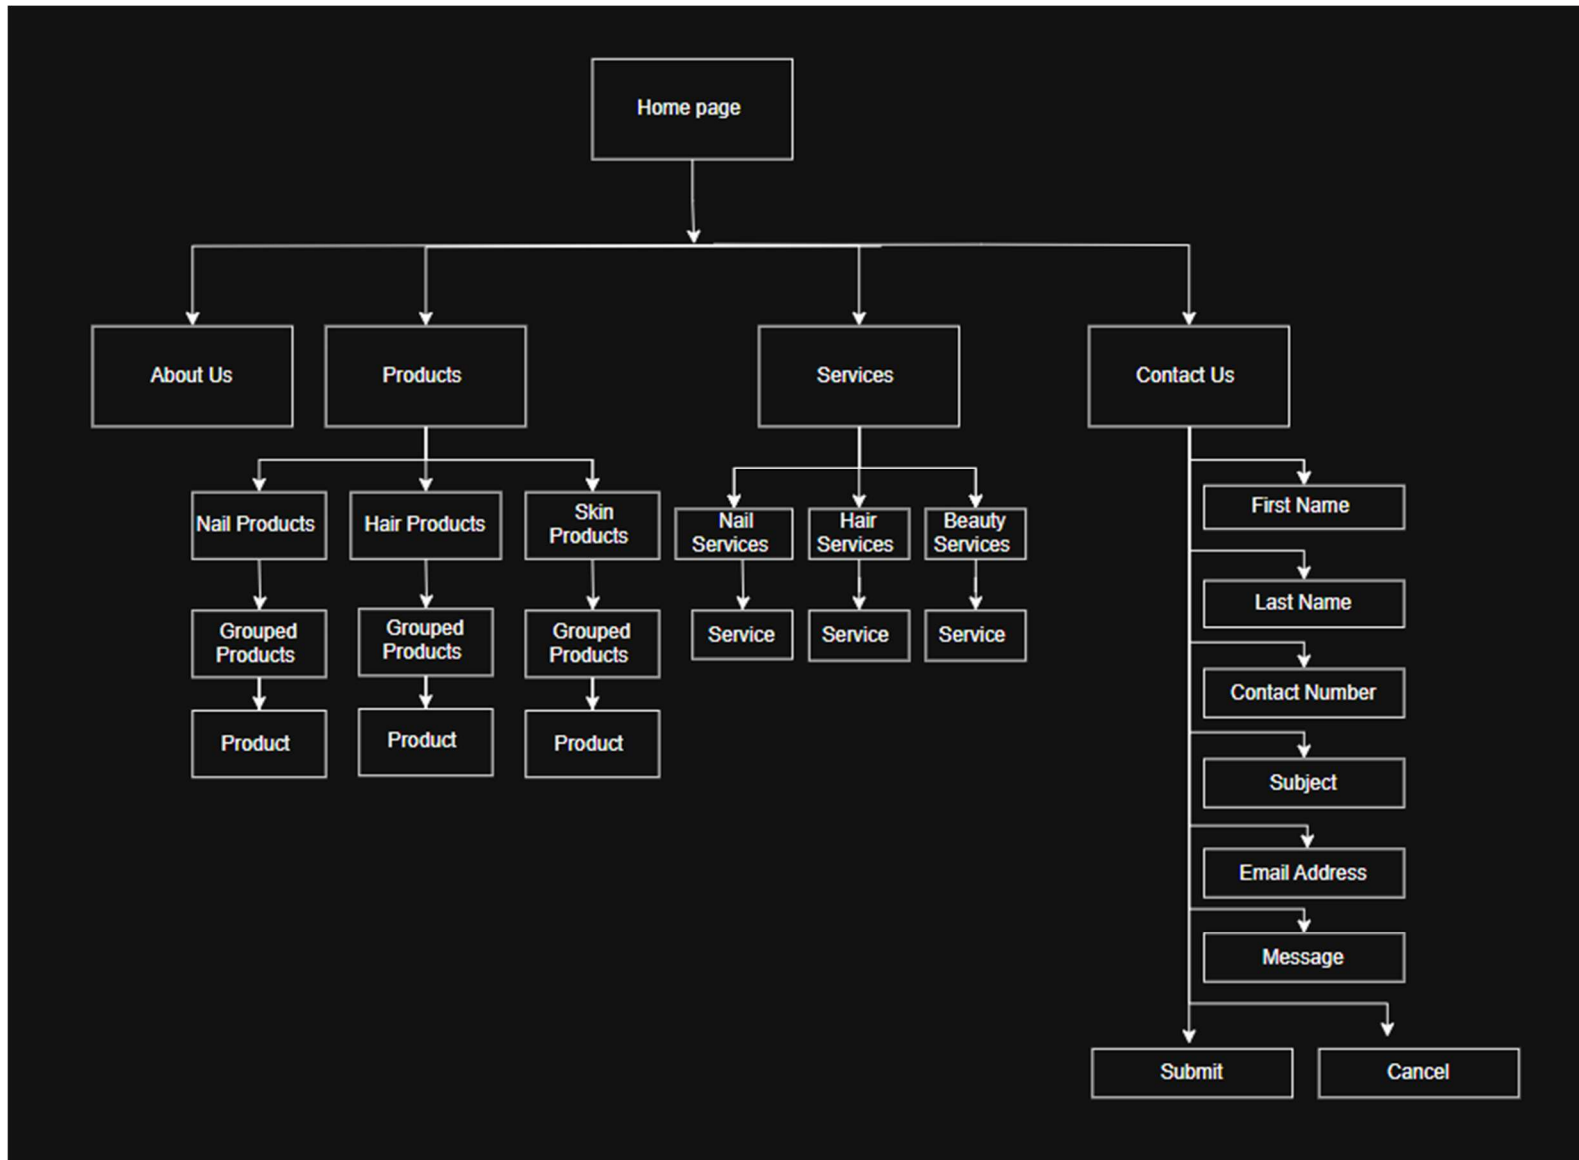 Home page
About Us
Products
Services
Contact Us
Nail Products
Hair Products
Skin
Products
Nail
Services
Hair
Services
Beauty
Services
First Name
Last Name
Contact Number
Subject
Email Address
Message
Grouped
Products
Grouped
Products
Grouped
Products
Service
Service
Service
Product
Product
Product
Submit
Cancel